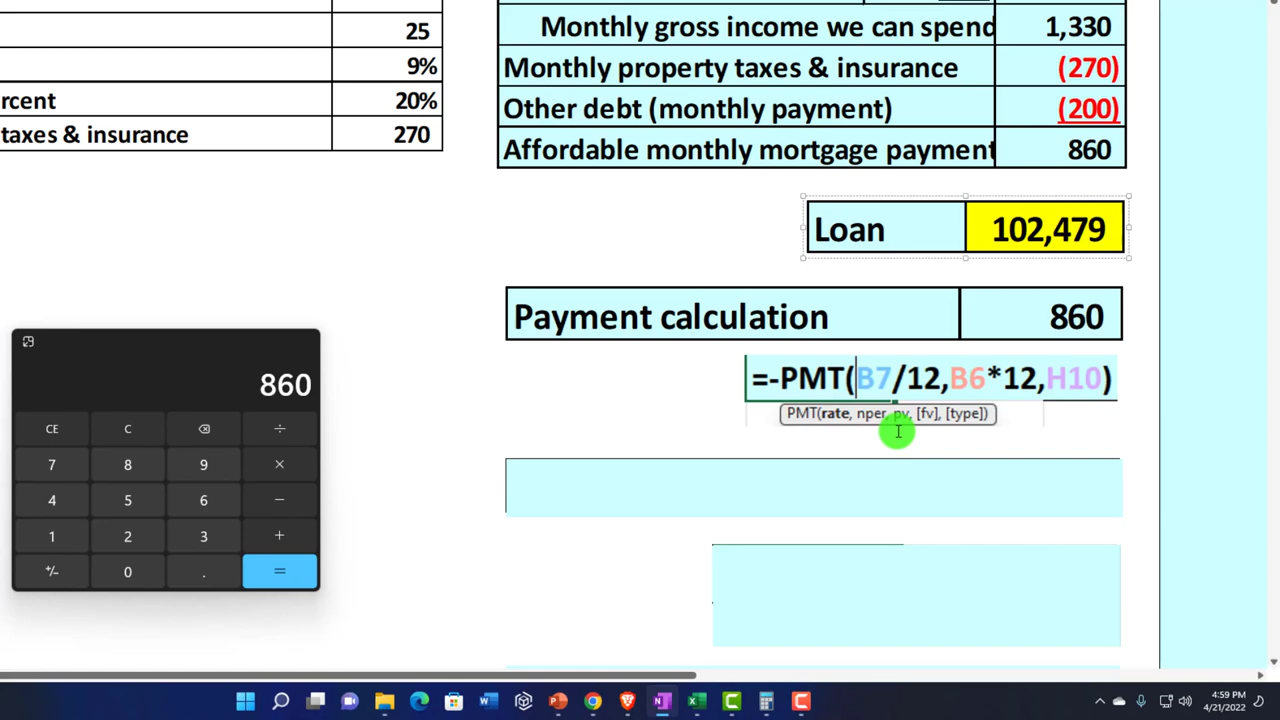 25
9%
rcent 20%
taxes & insurance 270
Monthly gross income we can spend 1,330
Monthly property taxes & insurance (270)
Other debt (monthly payment) (200)
Affordable monthly mortgage payment 860
Loan 102,479
Payment calculation 860
=-PMT(B7/12,B6*12,H10)
PMT(rate, nper, pv, [fv], [type])
860
CE C ÷
7 8 9 ×
4 5 6 −
1 2 3 +
+/− 0 . =
4:59 PM
4/21/2022